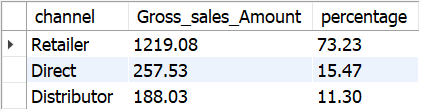 channel Gross_sales_Amount percentage
Retailer 1219.08 73.23
Direct 257.53 15.47
Distributor 188.03 11.30